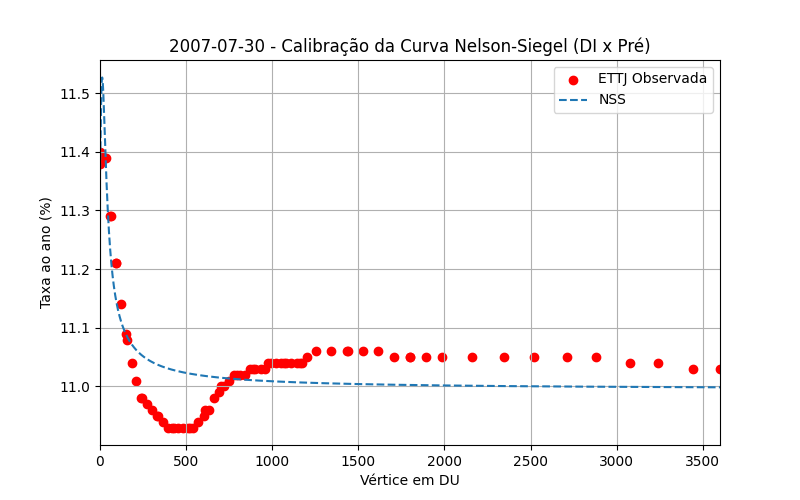 2007-07-30 - Calibração da Curva Nelson-Siegel (DI x Pré)
ETTJ Observada
NSS
Taxa ao ano (%)
11.5
11.4
11.3
11.2
11.1
11.0
0 500 1000 1500 2000 2500 3000 3500
Vértice em DU